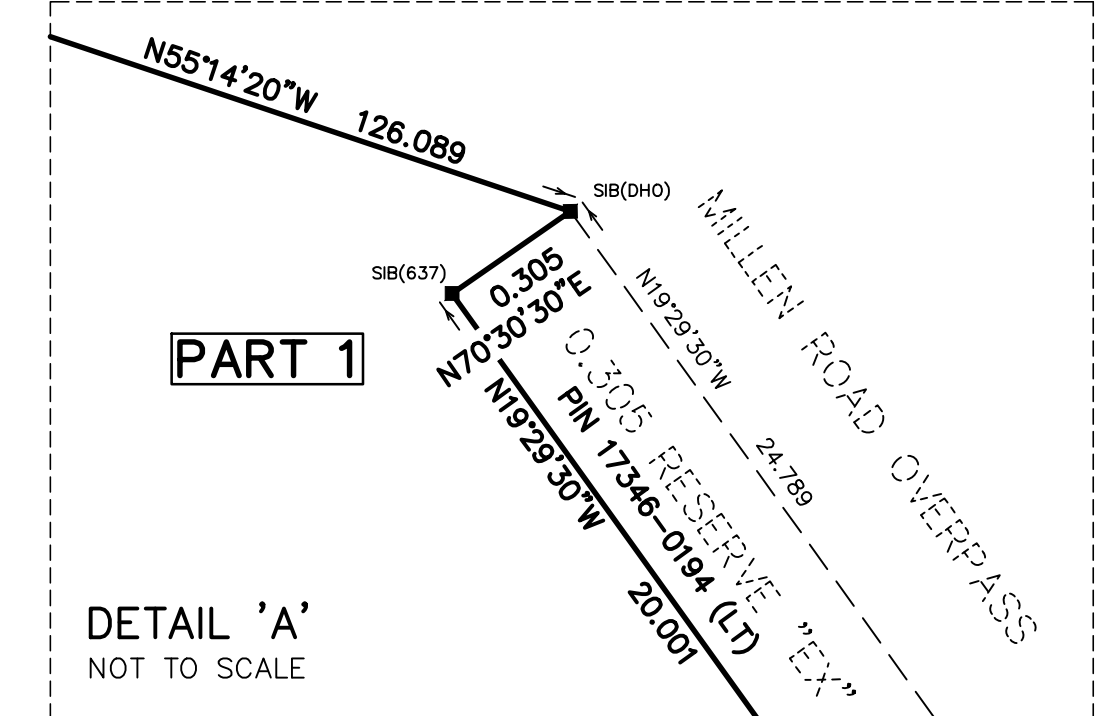 N55°14'20"W 126.089
SIB(DHO)
SIB(637)
0.305
N70°30'30"E
PART 1
N19°29'30"W
20.001
0.305 RESERVE "EX"
PIN 17346-0194 (LT)
N19°29'30"W
24.789
MILLEN ROAD OVERPASS
DETAIL 'A'
NOT TO SCALE